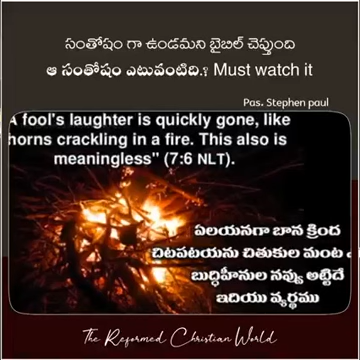 సంతోషం గా ఉండమని బైబిల్ చెప్తుంది
ఆ సంతోషం ఎటువంటిది.? Must watch it
Pas. Stephen paul
A fool's laughter is quickly gone, like
horns crackling in a fire. This also is
meaningless" (7:6 NLT).
ఏలయనగా బాన క్రింద
చిటపటయను చితుకుల మంట
బుద్ధిహీనుల నవ్వు అట్టిదే
ఇదియు వ్యర్థము
The Reformed Christian World